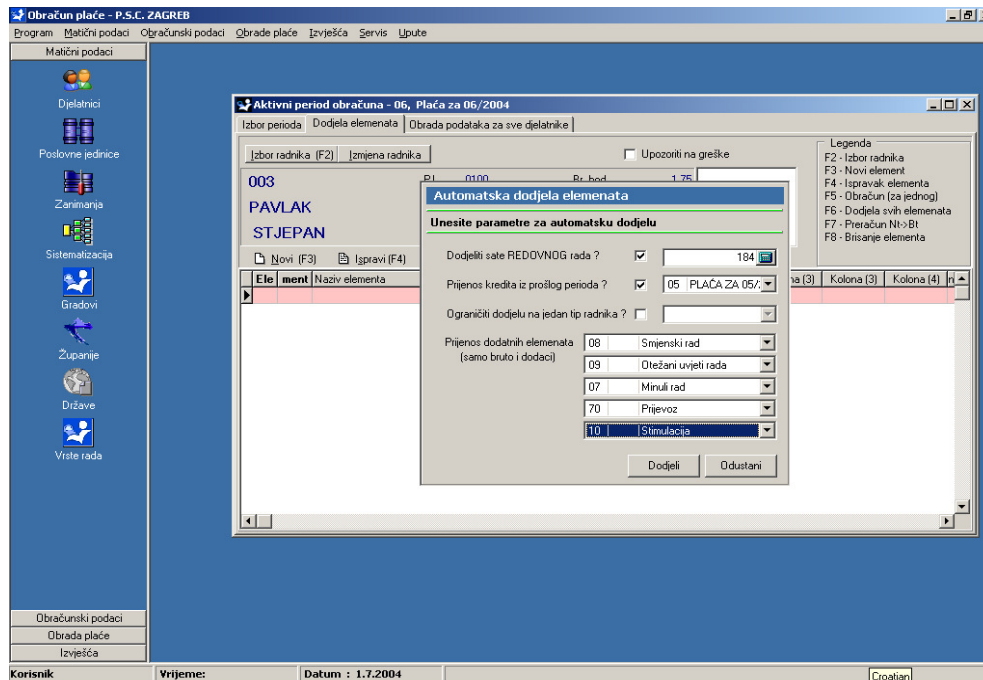 Obračun plaće - P.S.C. ZAGREB
Program Matični podaci Obračunski podaci Obrade plaće Izvješća Servis Upute
Matični podaci
Djelatnici
Poslovne jedinice
Zanimanja
Sistematizacija
Gradovi
Županije
Države
Vrste rada
Obračunski podaci
Obrada plaće
Izvješća
Aktivni period obračuna - 06, Plaća za 06/2004
Izbor perioda Dodjela elemenata Obrada podataka za sve djelatnike
Izbor radnika (F2) Izmjena radnika Upozoriti na greške
003 0100 1,75
PAVLAK
STJEPAN
Novi (F3) Ispravi (F4)
Ele ment Naziv elementa Kolona (3) Kolona (4)
Legenda
F2 - Izbor radnika
F3 - Novi element
F4 - Ispravak elementa
F5 - Obračun (za jednog)
F6 - Dodjela svih elemenata
F7 - Preračun Nt->Bt
F8 - Brisanje elementa
Automatska dodjela elemenata
Unesite parametre za automatsku dodjelu
Dodjeliti sate REDOVNOG rada ? 184
Prijenos kredita iz prošlog perioda ? 05 PLAĆA ZA 05/
Ograničiti dodjelu na jedan tip radnika ?
Prijenos dodatnih elemenata
(samo bruto i dodaci)
08 Smjenski rad
09 Otežani uvjeti rada
07 Minuli rad
70 Prijevoz
10 Stimulacija
Dodjeli Odustani
Korisnik Vrijeme: Datum : 1.7.2004
Croatian